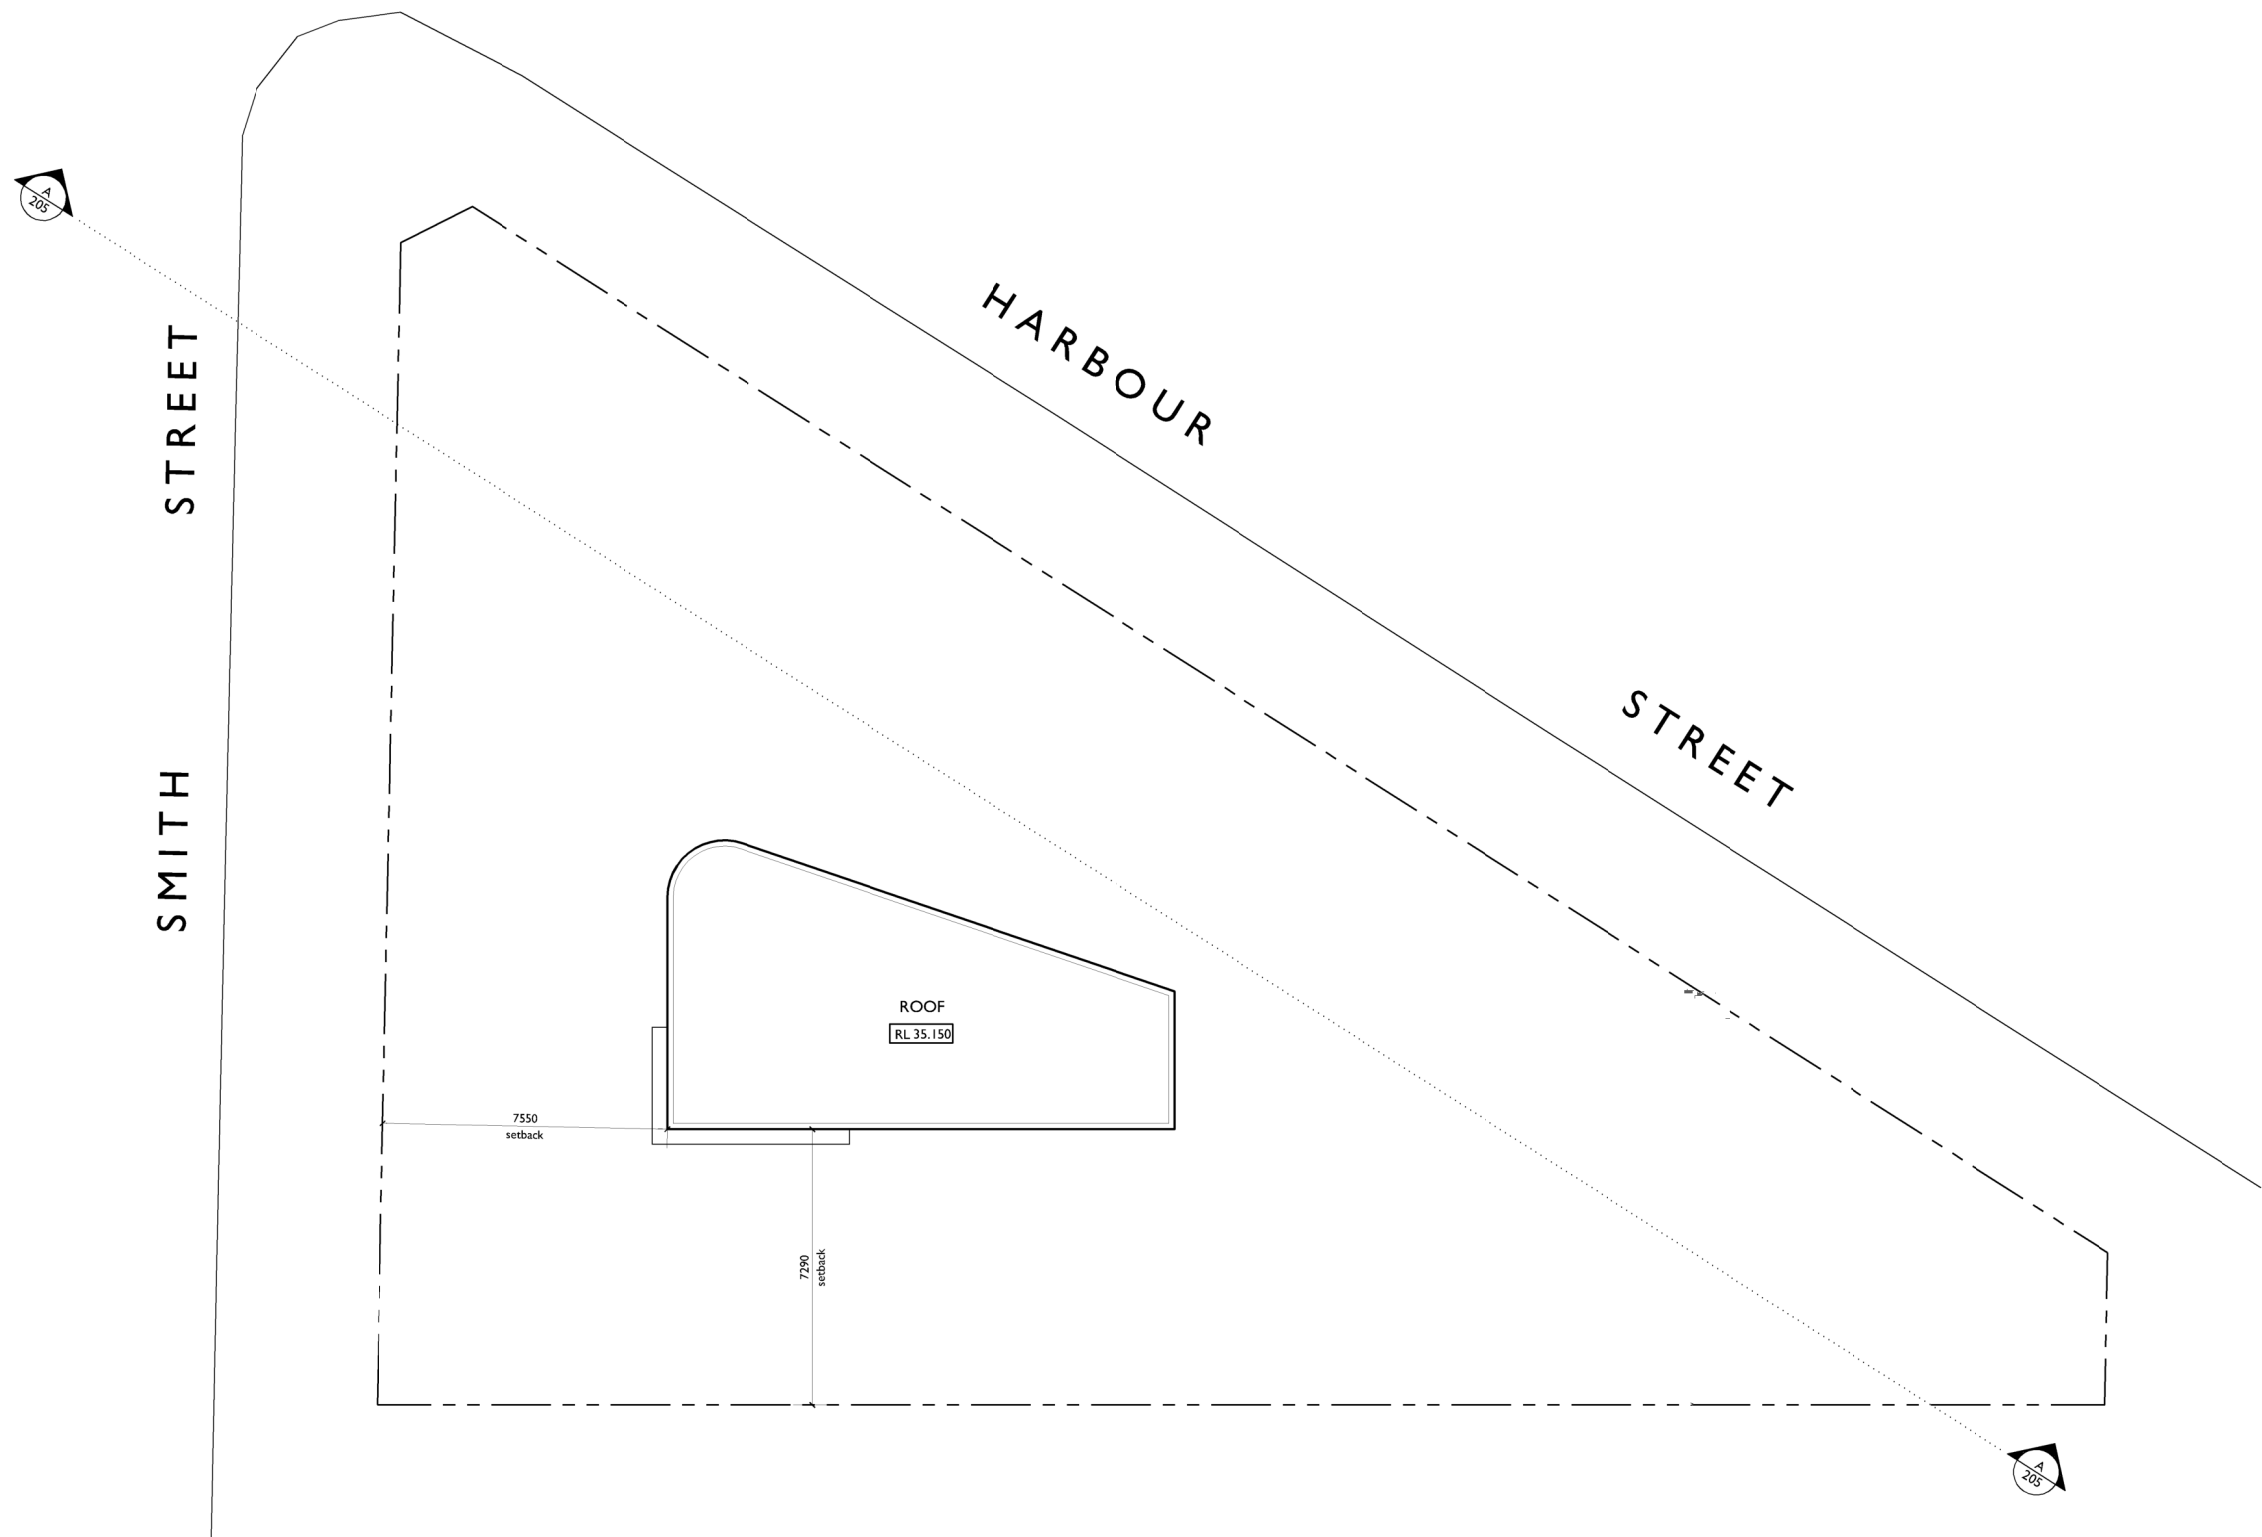 A
205
HARBOUR STREET
SMITH STREET
ROOF
RL 35.150
7550
setback
7290
setback
A
205